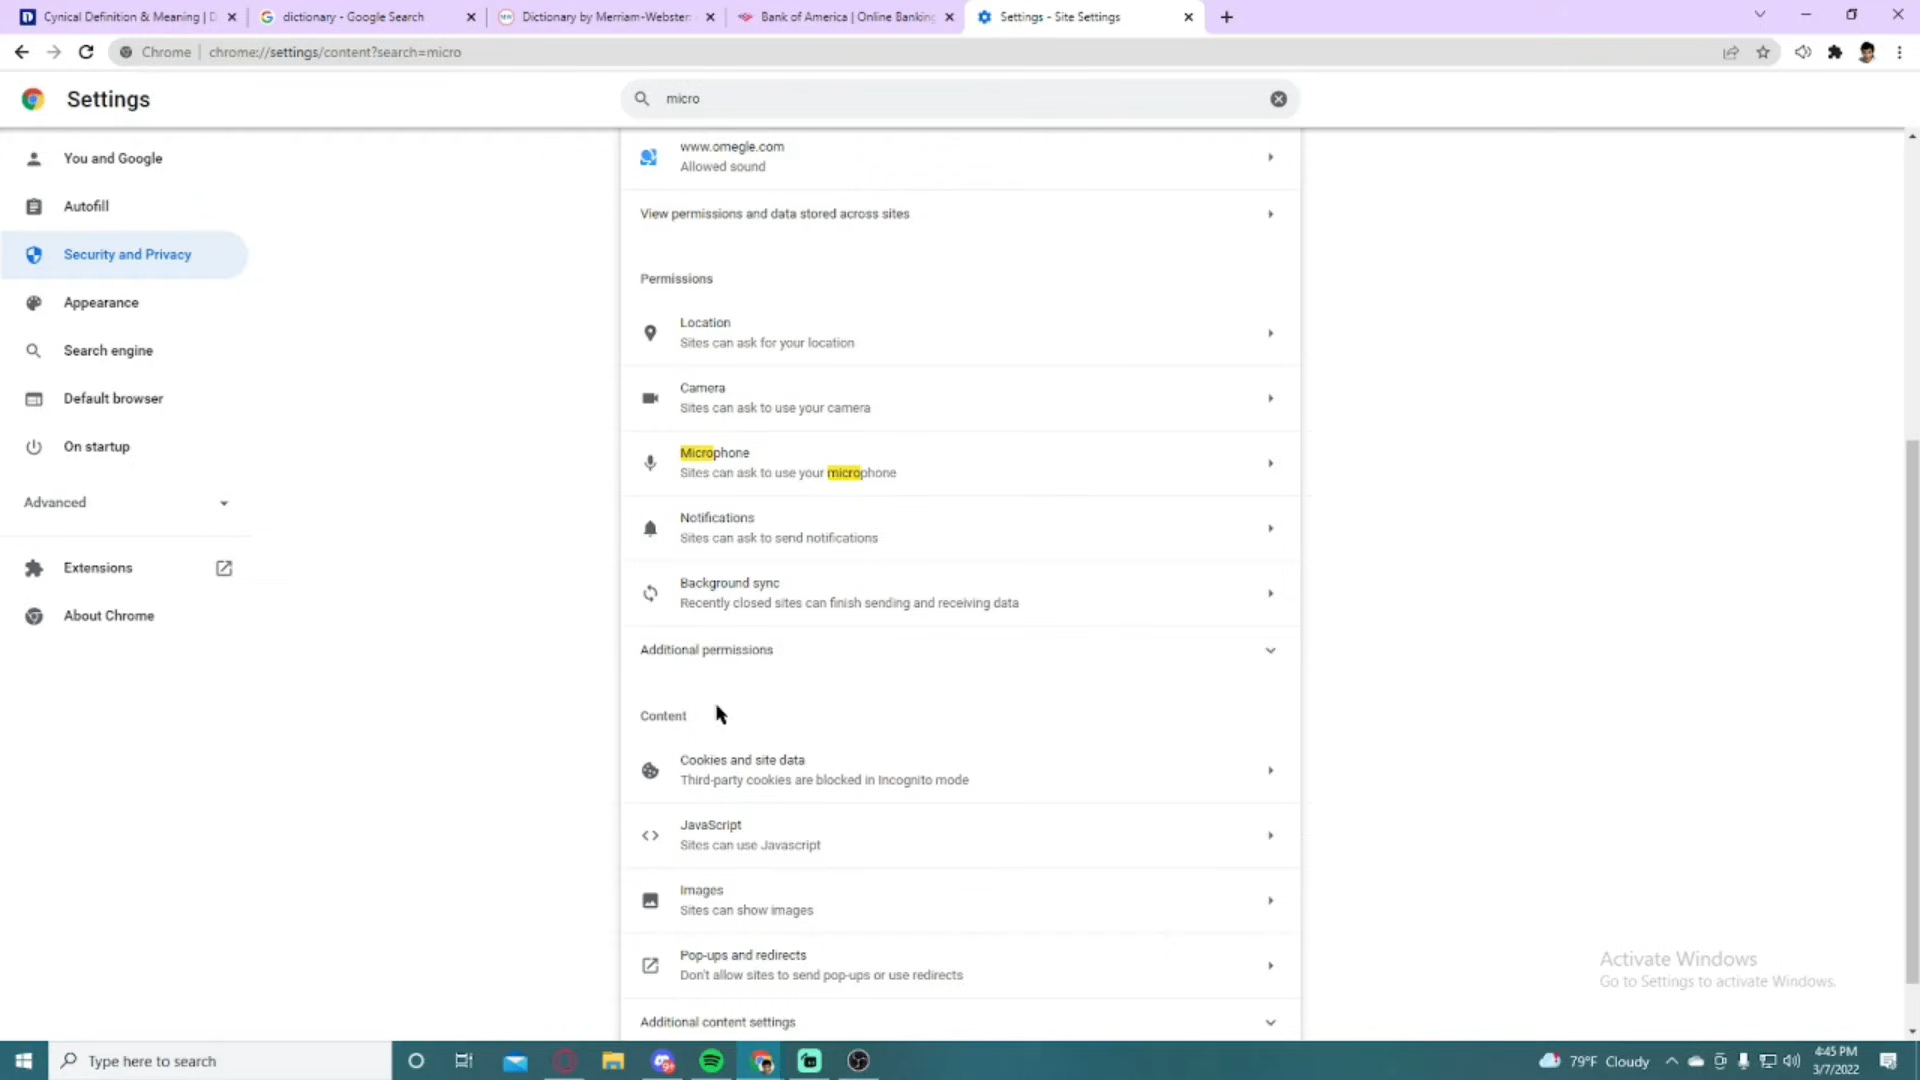 Cynical Definition & Meaning | D
dictionary - Google Search
Dictionary by Merriam-Webster:
Bank of America | Online Banking
Settings - Site Settings
Chrome | chrome://settings/content?search=micro
Settings
micro
You and Google
Autofill
Security and Privacy
Appearance
Search engine
Default browser
On startup
Advanced
Extensions
About Chrome
www.omegle.com
Allowed sound
View permissions and data stored across sites
Permissions
Location
Sites can ask for your location
Camera
Sites can ask to use your camera
Microphone
Sites can ask to use your microphone
Notifications
Sites can ask to send notifications
Background sync
Recently closed sites can finish sending and receiving data
Additional permissions
Content
Cookies and site data
Third-party cookies are blocked in Incognito mode
JavaScript
Sites can use Javascript
Images
Sites can show images
Pop-ups and redirects
Don't allow sites to send pop-ups or use redirects
Additional content settings
Activate Windows
Go to Settings to activate Windows.
Type here to search
79°F Cloudy
4:45 PM
3/7/2022